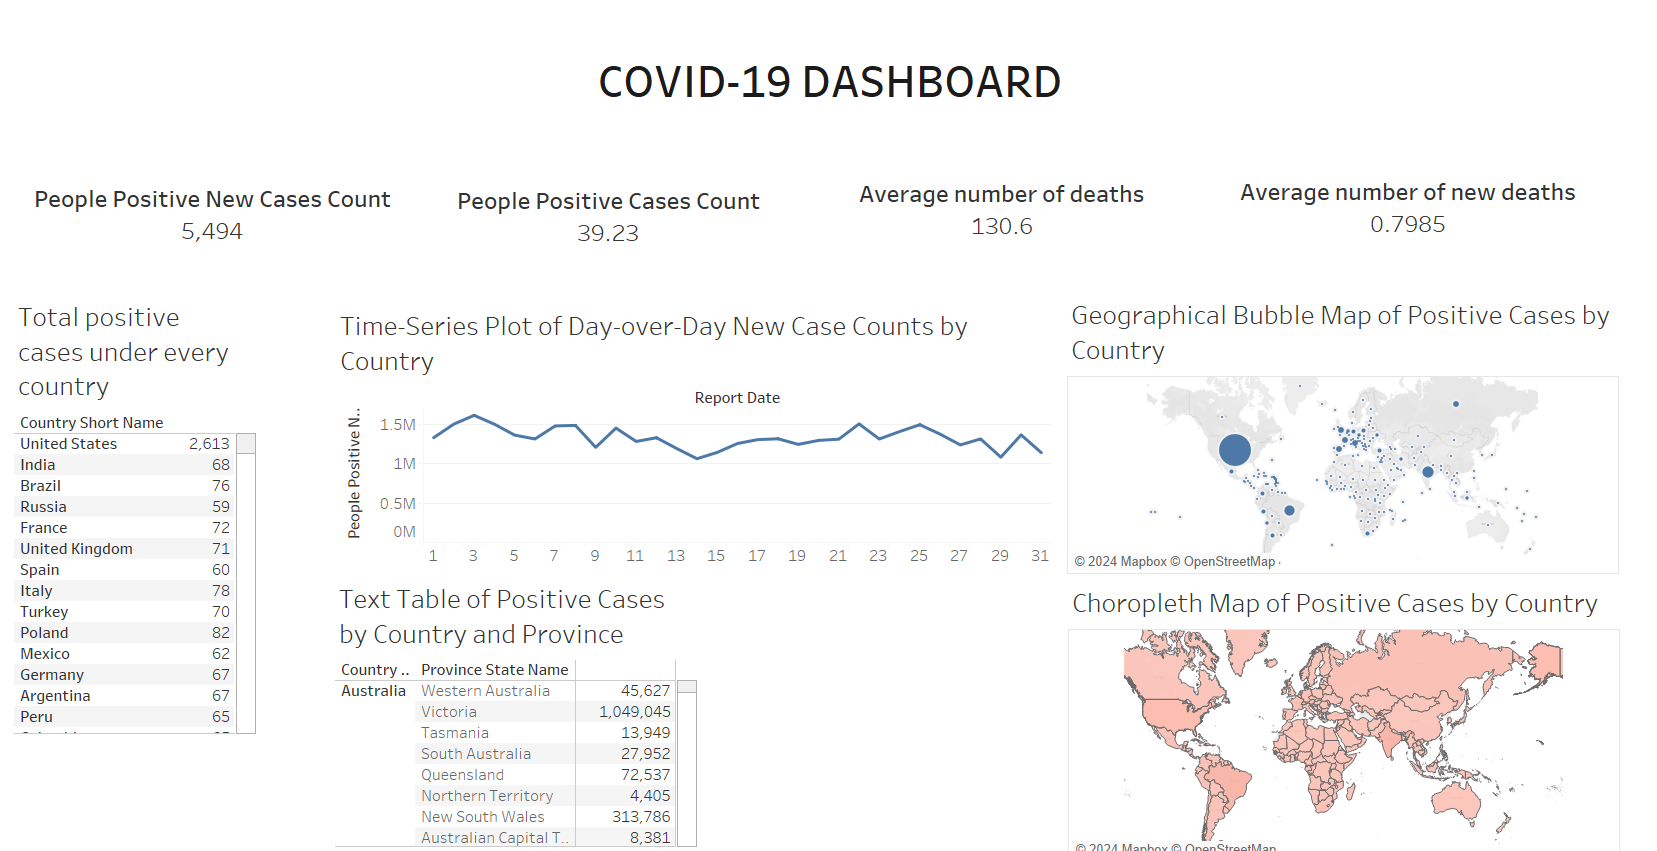 COVID-19 DASHBOARD
People Positive New Cases Count
5,494
People Positive Cases Count
39.23
Average number of deaths
130.6
Average number of new deaths
0.7985
Total positive
cases under every
country
Country Short Name
United States 2,613
India 68
Brazil 76
Russia 59
France 72
United Kingdom 71
Spain 60
Italy 78
Turkey 70
Poland 82
Mexico 62
Germany 67
Argentina 67
Peru 65
Time-Series Plot of Day-over-Day New Case Counts by
Country
Report Date
People Positive N..
1.5M
1M
0.5M
0M
1 3 5 7 9 11 13 15 17 19 21 23 25 27 29 31
Text Table of Positive Cases
by Country and Province
Country .. Province State Name
Australia Western Australia 45,627
Victoria 1,049,045
Tasmania 13,949
South Australia 27,952
Queensland 72,537
Northern Territory 4,405
New South Wales 313,786
Australian Capital T.. 8,381
Geographical Bubble Map of Positive Cases by
Country
© 2024 Mapbox © OpenStreetMap
Choropleth Map of Positive Cases by Country
© 2024 Mapbox © OpenStreetMap